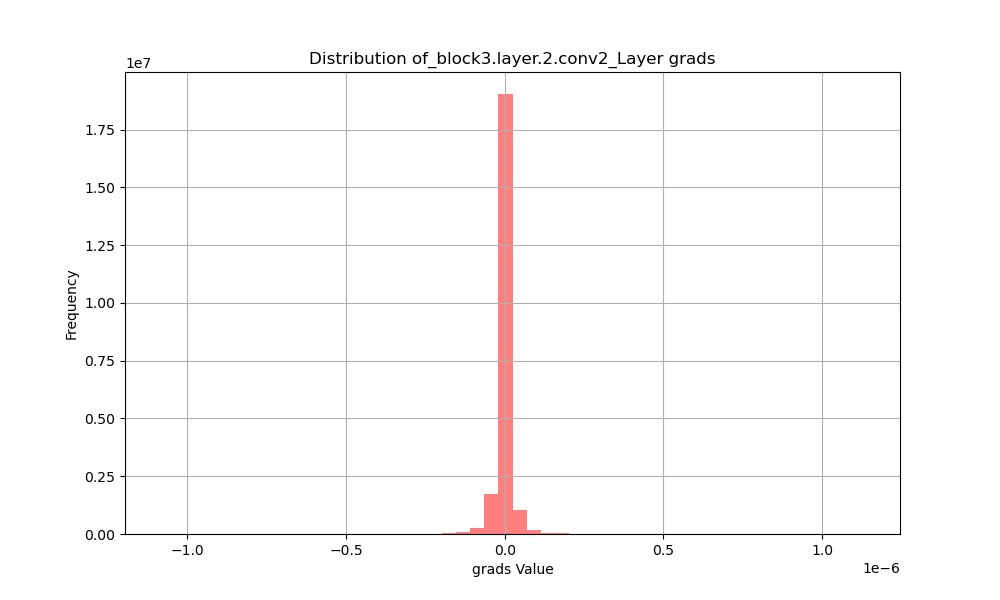 Distribution of_block3.layer.2.conv2_Layer grads
1e7
1.75
1.50
1.25
1.00
0.75
0.50
0.25
0.00
Frequency
−1.0 −0.5 0.0 0.5 1.0
1e−6
grads Value